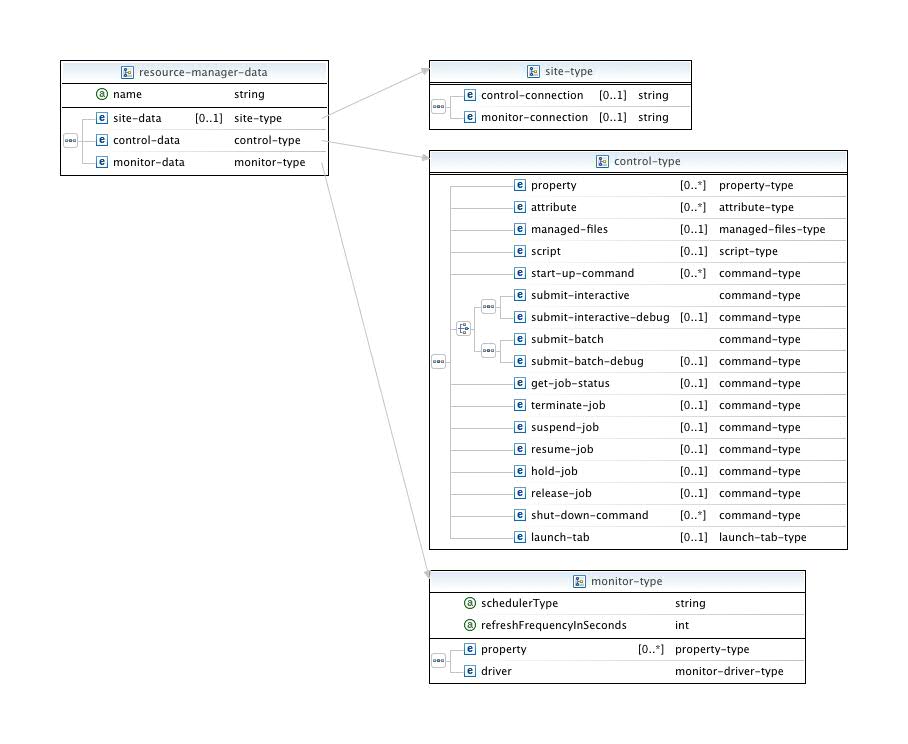 resource-manager-data
a name string
e site-data [0..1] site-type
e control-data control-type
e monitor-data monitor-type
site-type
e control-connection [0..1] string
e monitor-connection [0..1] string
control-type
e property [0..*] property-type
e attribute [0..*] attribute-type
e managed-files [0..1] managed-files-type
e script [0..1] script-type
e start-up-command [0..*] command-type
e submit-interactive command-type
e submit-interactive-debug [0..1] command-type
e submit-batch command-type
e submit-batch-debug [0..1] command-type
e get-job-status [0..1] command-type
e terminate-job [0..1] command-type
e suspend-job [0..1] command-type
e resume-job [0..1] command-type
e hold-job [0..1] command-type
e release-job [0..1] command-type
e shut-down-command [0..*] command-type
e launch-tab [0..1] launch-tab-type
monitor-type
a schedulerType string
a refreshFrequencyInSeconds int
e property [0..*] property-type
e driver monitor-driver-type